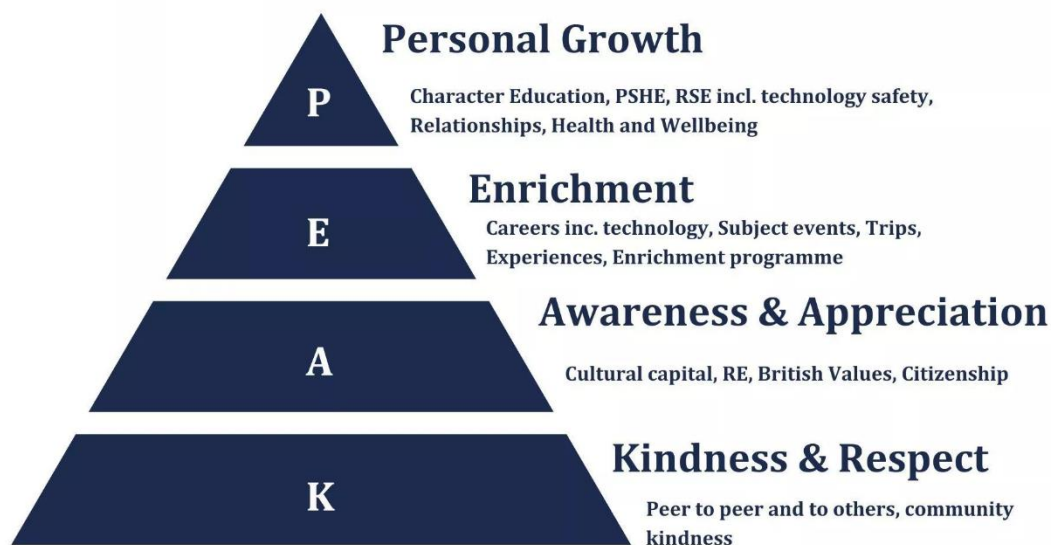 Personal Growth
P
Character Education, PSHE, RSE incl. technology safety,
Relationships, Health and Wellbeing
Enrichment
E
Careers inc. technology, Subject events, Trips,
Experiences, Enrichment programme
Awareness & Appreciation
A
Cultural capital, RE, British Values, Citizenship
Kindness & Respect
K
Peer to peer and to others, community
kindness